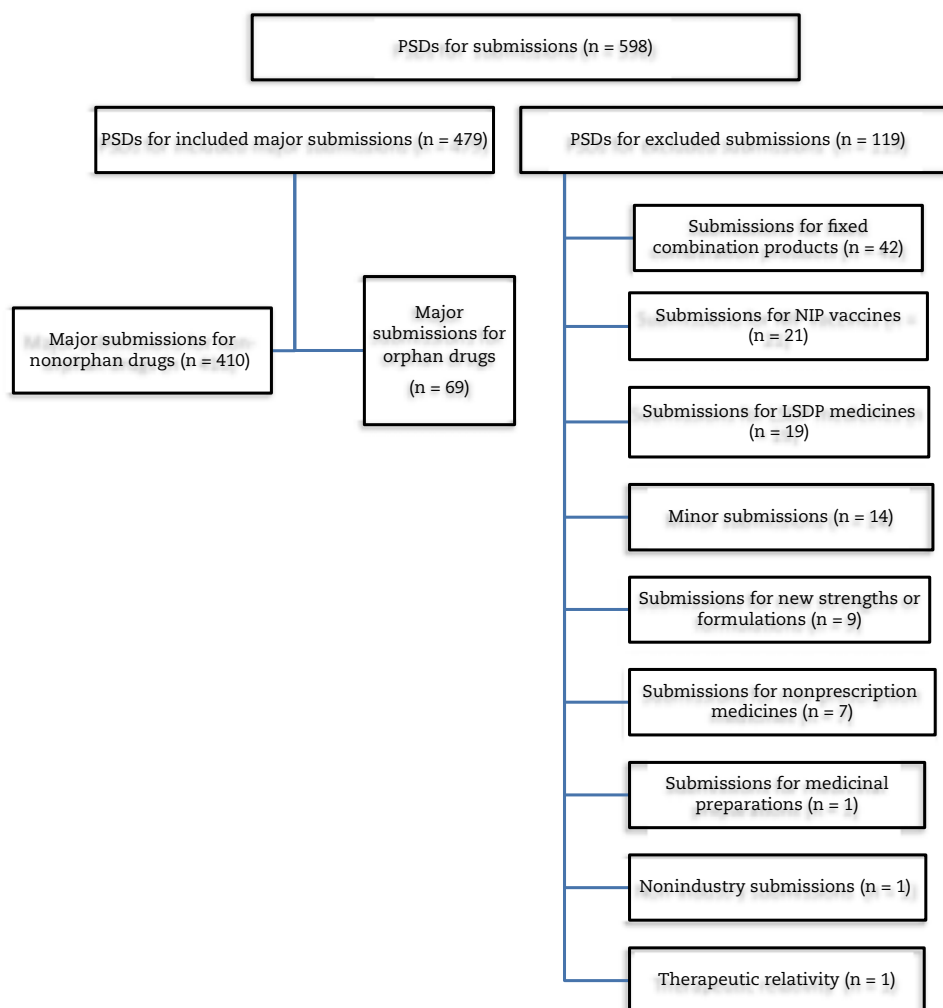 PSDs for submissions (n = 598)
PSDs for included major submissions (n = 479)
PSDs for excluded submissions (n = 119)
Major submissions for
nonorphan drugs (n = 410)
Major
submissions for
orphan drugs
(n = 69)
Submissions for fixed
combination products (n = 42)
Submissions for NIP vaccines
(n = 21)
Submissions for LSDP medicines
(n = 19)
Minor submissions (n = 14)
Submissions for new strengths or
formulations (n = 9)
Submissions for nonprescription
medicines (n = 7)
Submissions for medicinal
preparations (n = 1)
Nonindustry submissions (n = 1)
Therapeutic relativity (n = 1)